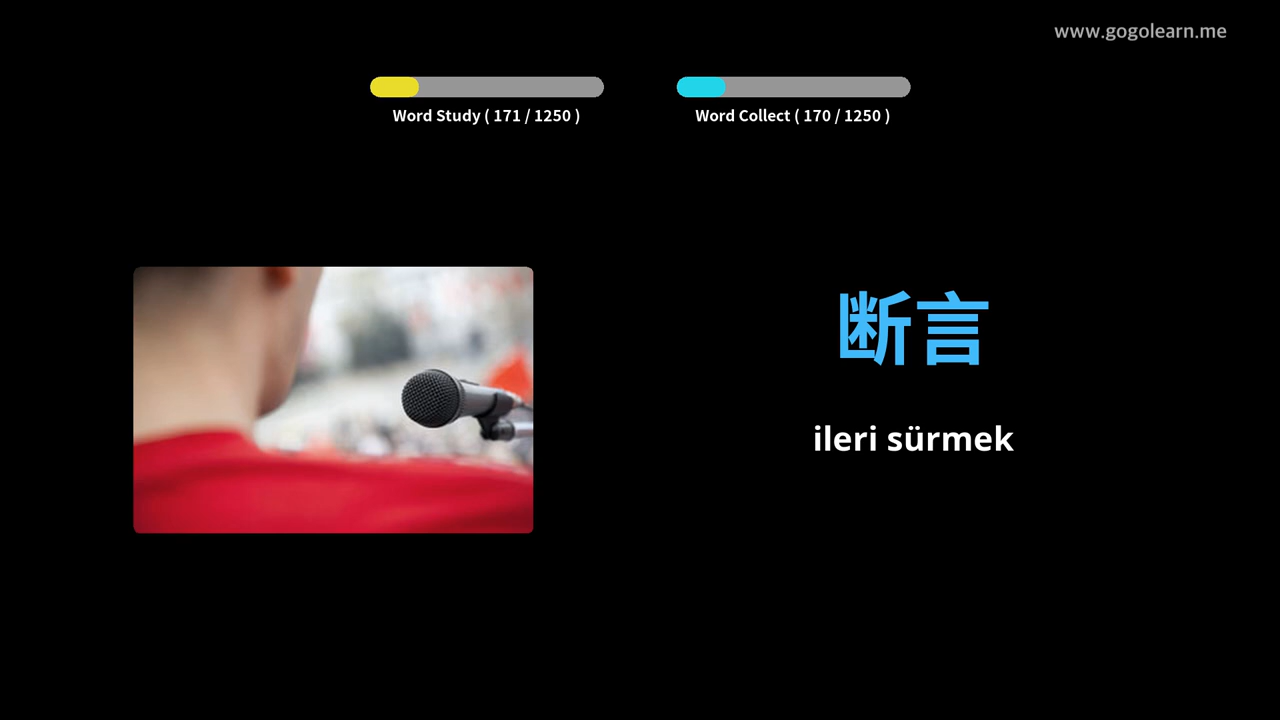 www.gogolearn.me
Word Study ( 171 / 1250 )
Word Collect ( 170 / 1250 )
断言
ileri sürmek